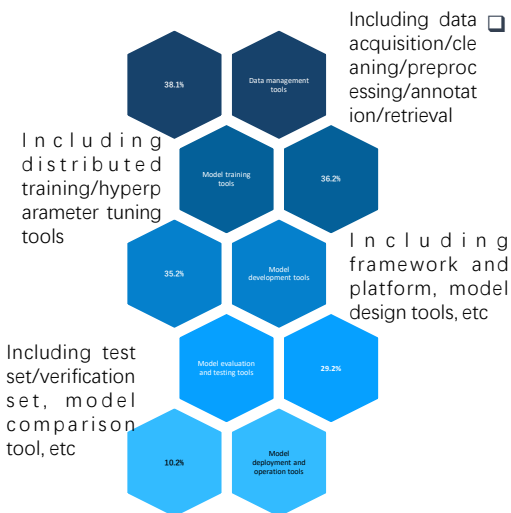 Including data
acquisition/cle
aning/preproc
essing/annotat
ion/retrieval
38.1%
Data management
tools
Including
distributed
training/hyperp
arameter tuning
tools
Model training
tools
36.2%
35.2%
Model
development tools
Including
framework and
platform, model
design tools, etc
Including test
set/verification
set, model
comparison
tool, etc
Model evaluation
and testing tools
29.2%
10.2%
Model
deployment and
operation tools